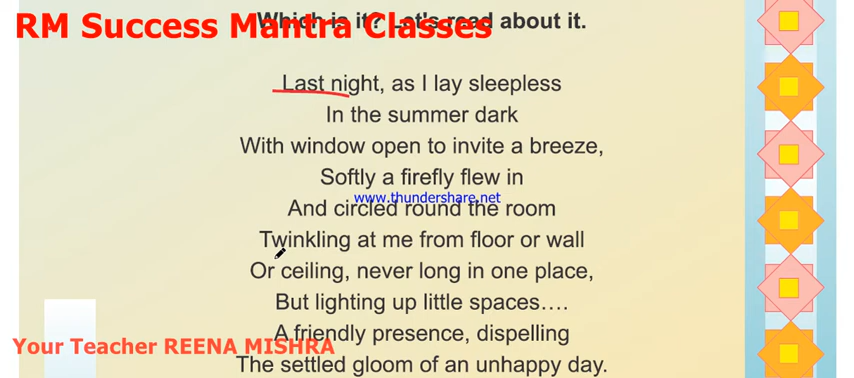 Which is it? Let's read about it.
RM Success Mantra Classes
Last night, as I lay sleepless
In the summer dark
With window open to invite a breeze,
Softly a firefly flew in
www.thundershare.net
And circled round the room
Twinkling at me from floor or wall
Or ceiling, never long in one place,
But lighting up little spaces....
A friendly presence, dispelling
Your Teacher REENA MISHRA
The settled gloom of an unhappy day.